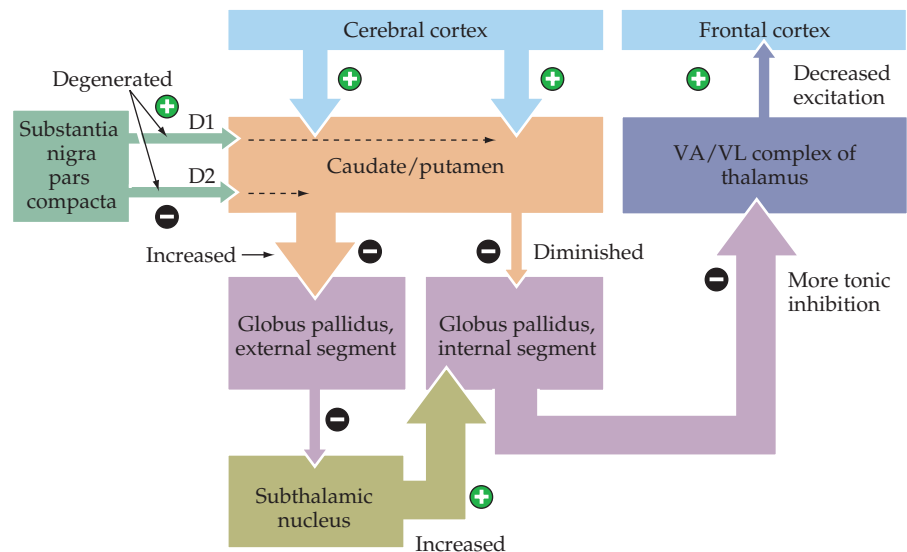 Cerebral cortex
Frontal cortex
Degenerated
+
+
+
+
Decreased
excitation
Substantia
nigra
pars
compacta
D1
D2
−
Caudate/putamen
VA/VL complex of
thalamus
Increased
−
−
Diminished
−
More tonic
inhibition
Globus pallidus,
external segment
Globus pallidus,
internal segment
−
Subthalamic
nucleus
+
Increased